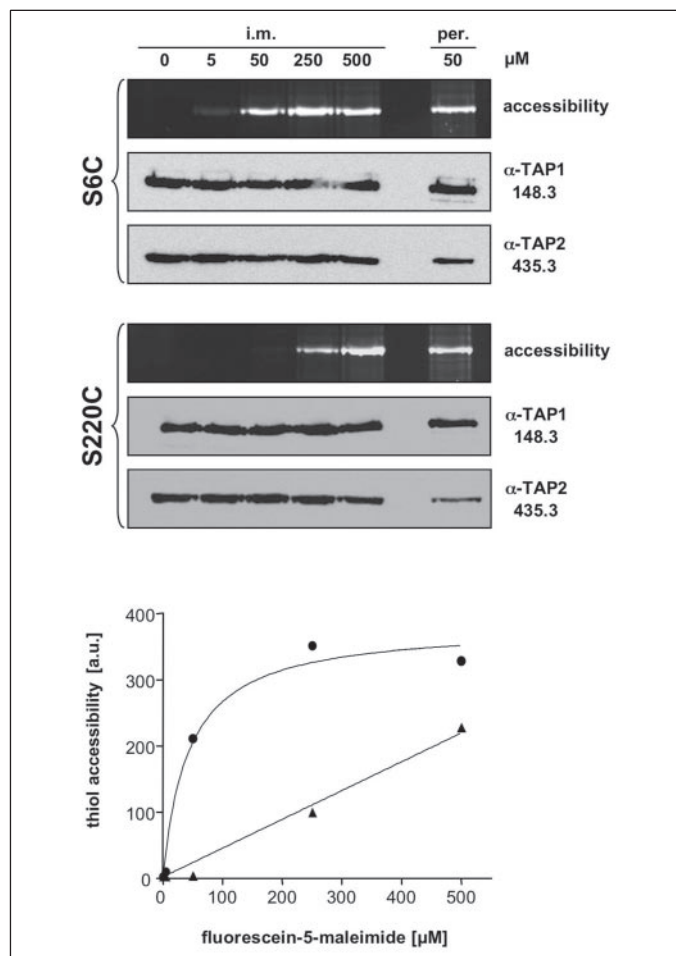 i.m. per.
0 5 50 250 500 50 μM
accessibility
S6C
α-TAP1
148.3
α-TAP2
435.3
accessibility
S220C
α-TAP1
148.3
α-TAP2
435.3
thiol accessibility [a.u.]
400
300
200
100
0
0 100 200 300 400 500
fluorescein-5-maleimide [μM]